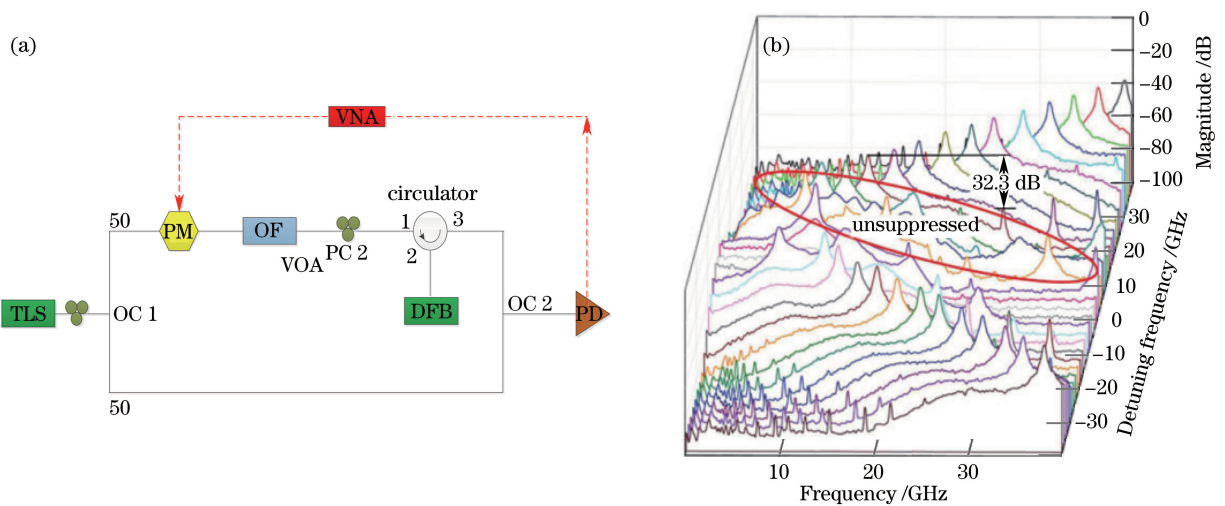 (a)
VNA
circulator
50
PM
OF
PC 2
VOA
1
3
2
TLS
OC 1
DFB
OC 2
PD
50
(b)
0
−20
−40
−60
−80
−100
Magnitude /dB
32.3 dB
unsuppressed
30
20
10
0
−10
−20
−30
Detuning frequency /GHz
10
20
30
Frequency /GHz